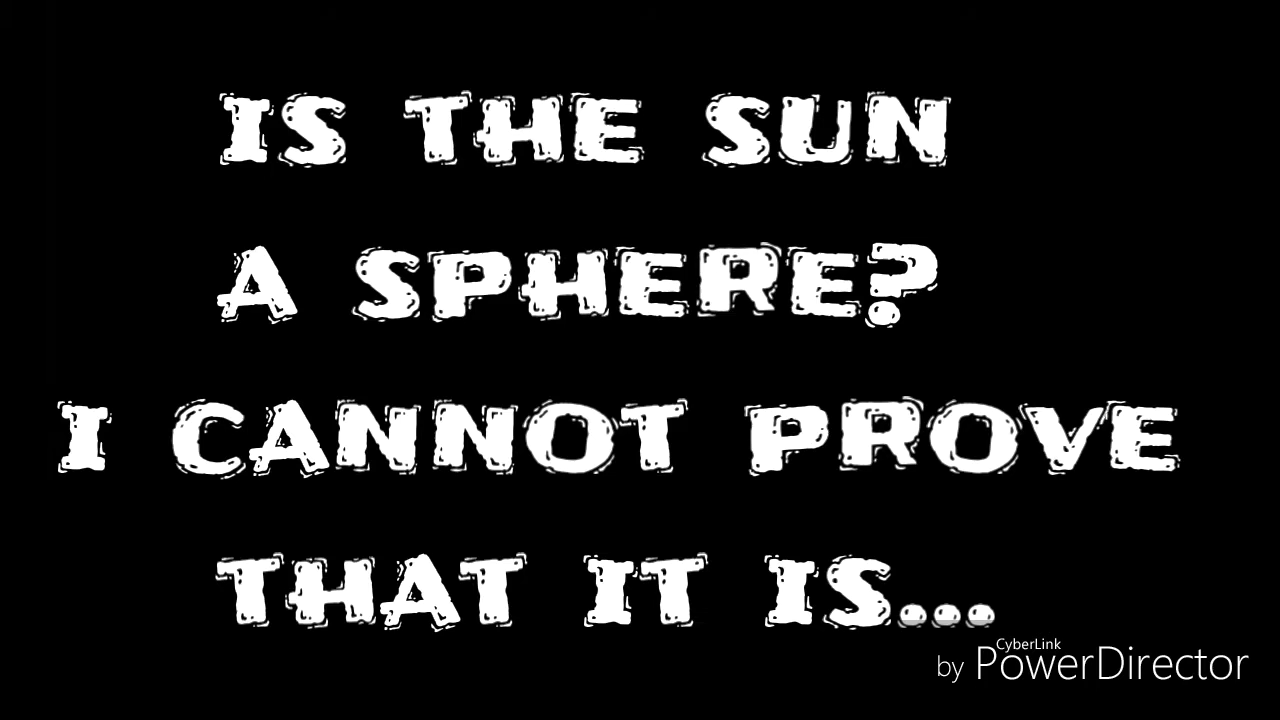 IS THE SUN
A SPHERE?
I CANNOT PROVE
THAT IT IS...
CyberLink
by PowerDirector